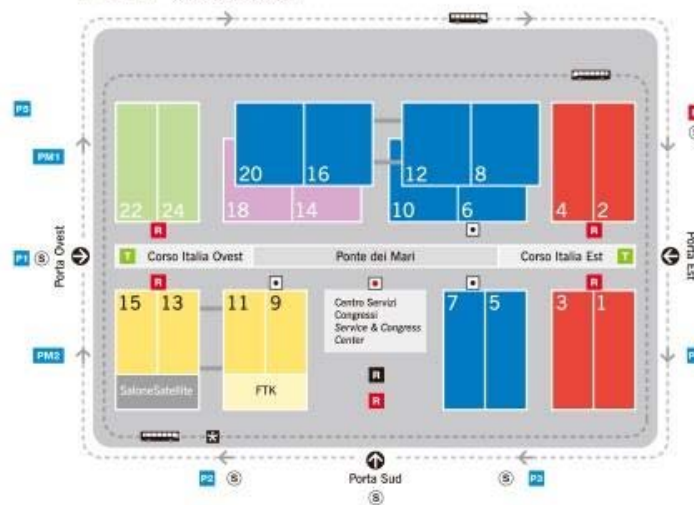 P5
PM1
20
16
12
8
22
24
18
14
10
6
4
2
R
R
P1 S
Porta Ovest
T Corso Italia Ovest
Ponte dei Mari
Corso Italia Est T
Porta Est
R
R
15
13
11
9
Centro Servizi
Congressi
Service & Congress
Center
7
5
3
1
PM2
SaloneSatellite
FTK
R
R
P2 S
Porta Sud
S
S P3